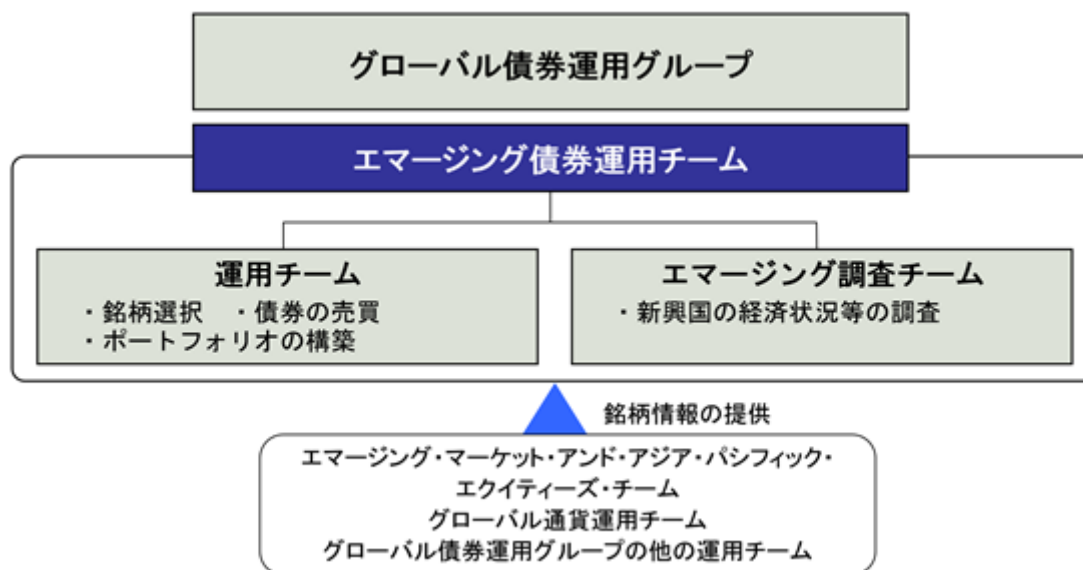 グローバル債券運用グループ
エマージング債券運用チーム
運用チーム
・銘柄選択　・債券の売買
・ポートフォリオの構築
エマージング調査チーム
・新興国の経済状況等の調査
銘柄情報の提供
エマージング・マーケット・アンド・アジア・パシフィック・
エクイティーズ・チーム
グローバル通貨運用チーム
グローバル債券運用グループの他の運用チーム